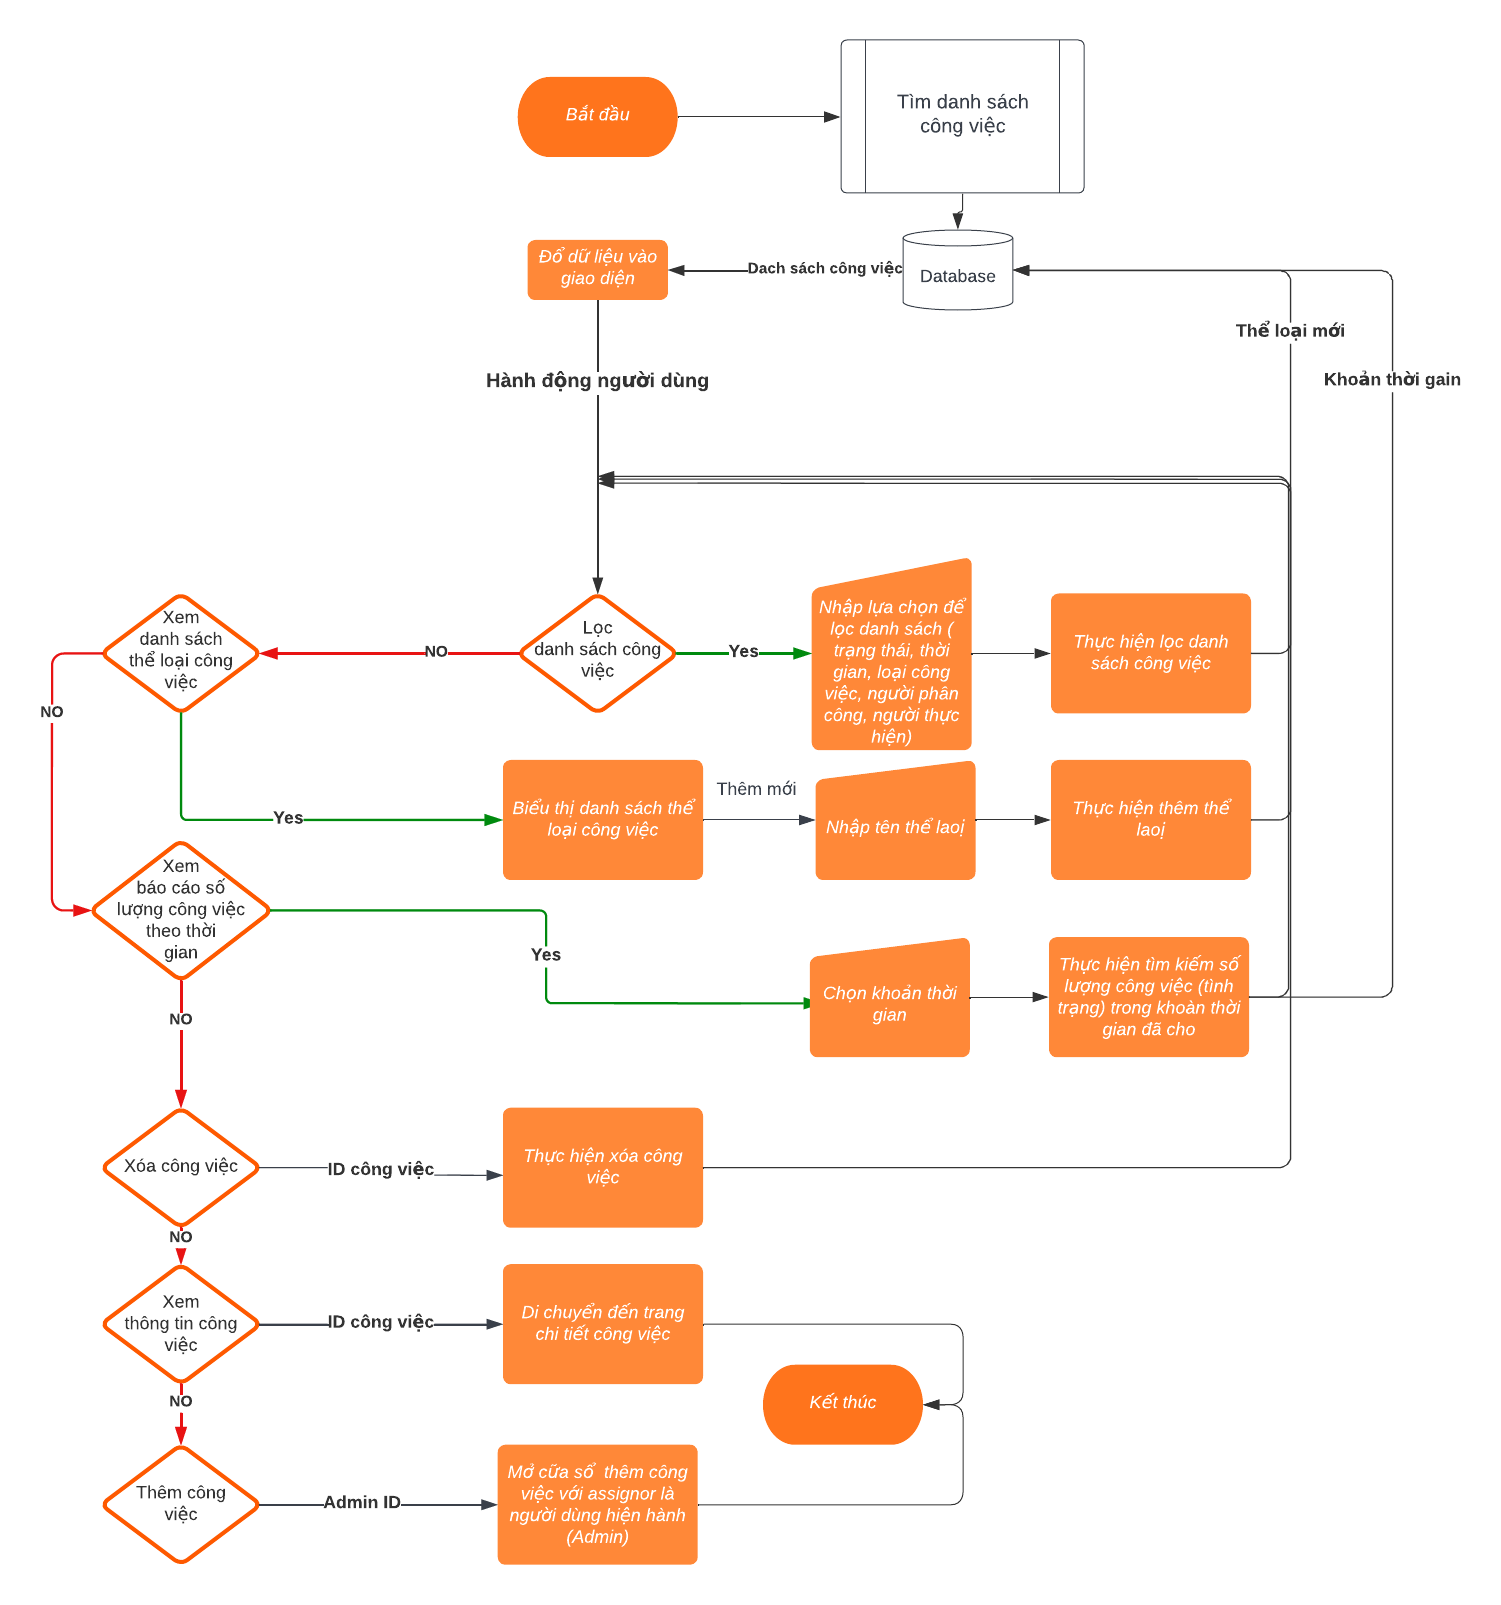 Bắt đầu
Tìm danh sách
công việc
Đổ dữ liệu vào
giao diện
Dach sách công việc
Database
Thể loại mới
Khoản thời gain
Hành động người dùng
Xem
danh sách
thể loại công
việc
NO
Lọc
danh sách công
việc
Yes
Nhập lựa chọn để
lọc danh sách (
trạng thái, thời
gian, loại công
việc, người phân
công, người thực
hiện)
Thực hiện lọc danh
sách công việc
NO
Yes
Biểu thị danh sách thể
loại công việc
Thêm mới
Nhập tên thể laoị
Thực hiện thêm thể
laoị
Xem
báo cáo số
lượng công việc
theo thời
gian
Yes
Chọn khoản thời
gian
Thực hiện tìm kiếm số
lượng công việc (tình
trạng) trong khoàn thời
gian đã cho
NO
Xóa công việc
ID công việc
Thực hiện xóa công
việc
NO
Xem
thông tin công
việc
ID công việc
Di chuyển đến trang
chi tiết công việc
NO
Kết thúc
Thêm công
việc
Admin ID
Mở cữa sổ  thêm công
việc với assignor là
người dùng hiện hành
(Admin)